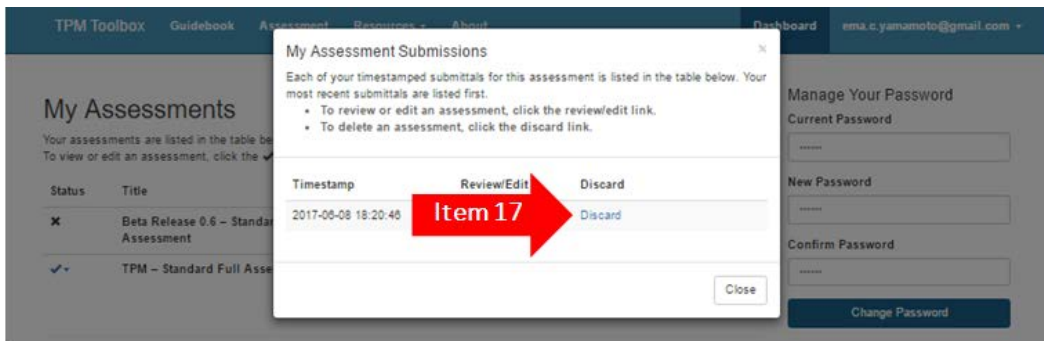 TPM Toolbox Guidebook Assessment Resources About Dashboard ema.c.yamamoto@gmail.com
My Assessment Submissions ×
Each of your timestamped submittals for this assessment is listed in the table below. Your
most recent submittals are listed first.
• To review or edit an assessment, click the review/edit link.
• To delete an assessment, click the discard link.
My Assessments
Your assessments are listed in the table be
To view or edit an assessment, click the ✔
Status Title
✖ Beta Release 0.6 – Standar
Assessment
✔ TPM – Standard Full Asse
Timestamp Review/Edit Discard
2017-06-08 18:20:46 Item 17 Discard
Close
Manage Your Password
Current Password
······
New Password
······
Confirm Password
······
Change Password